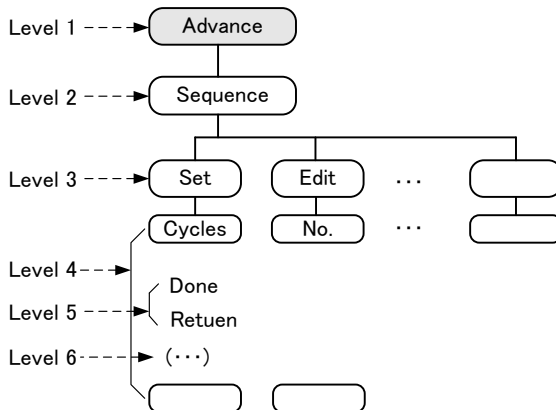 Level 1 Advance
Level 2 Sequence
Level 3 Set Edit ...
Cycles No. ...
Level 4
Done
Level 5
Retuen
Level 6 (...)